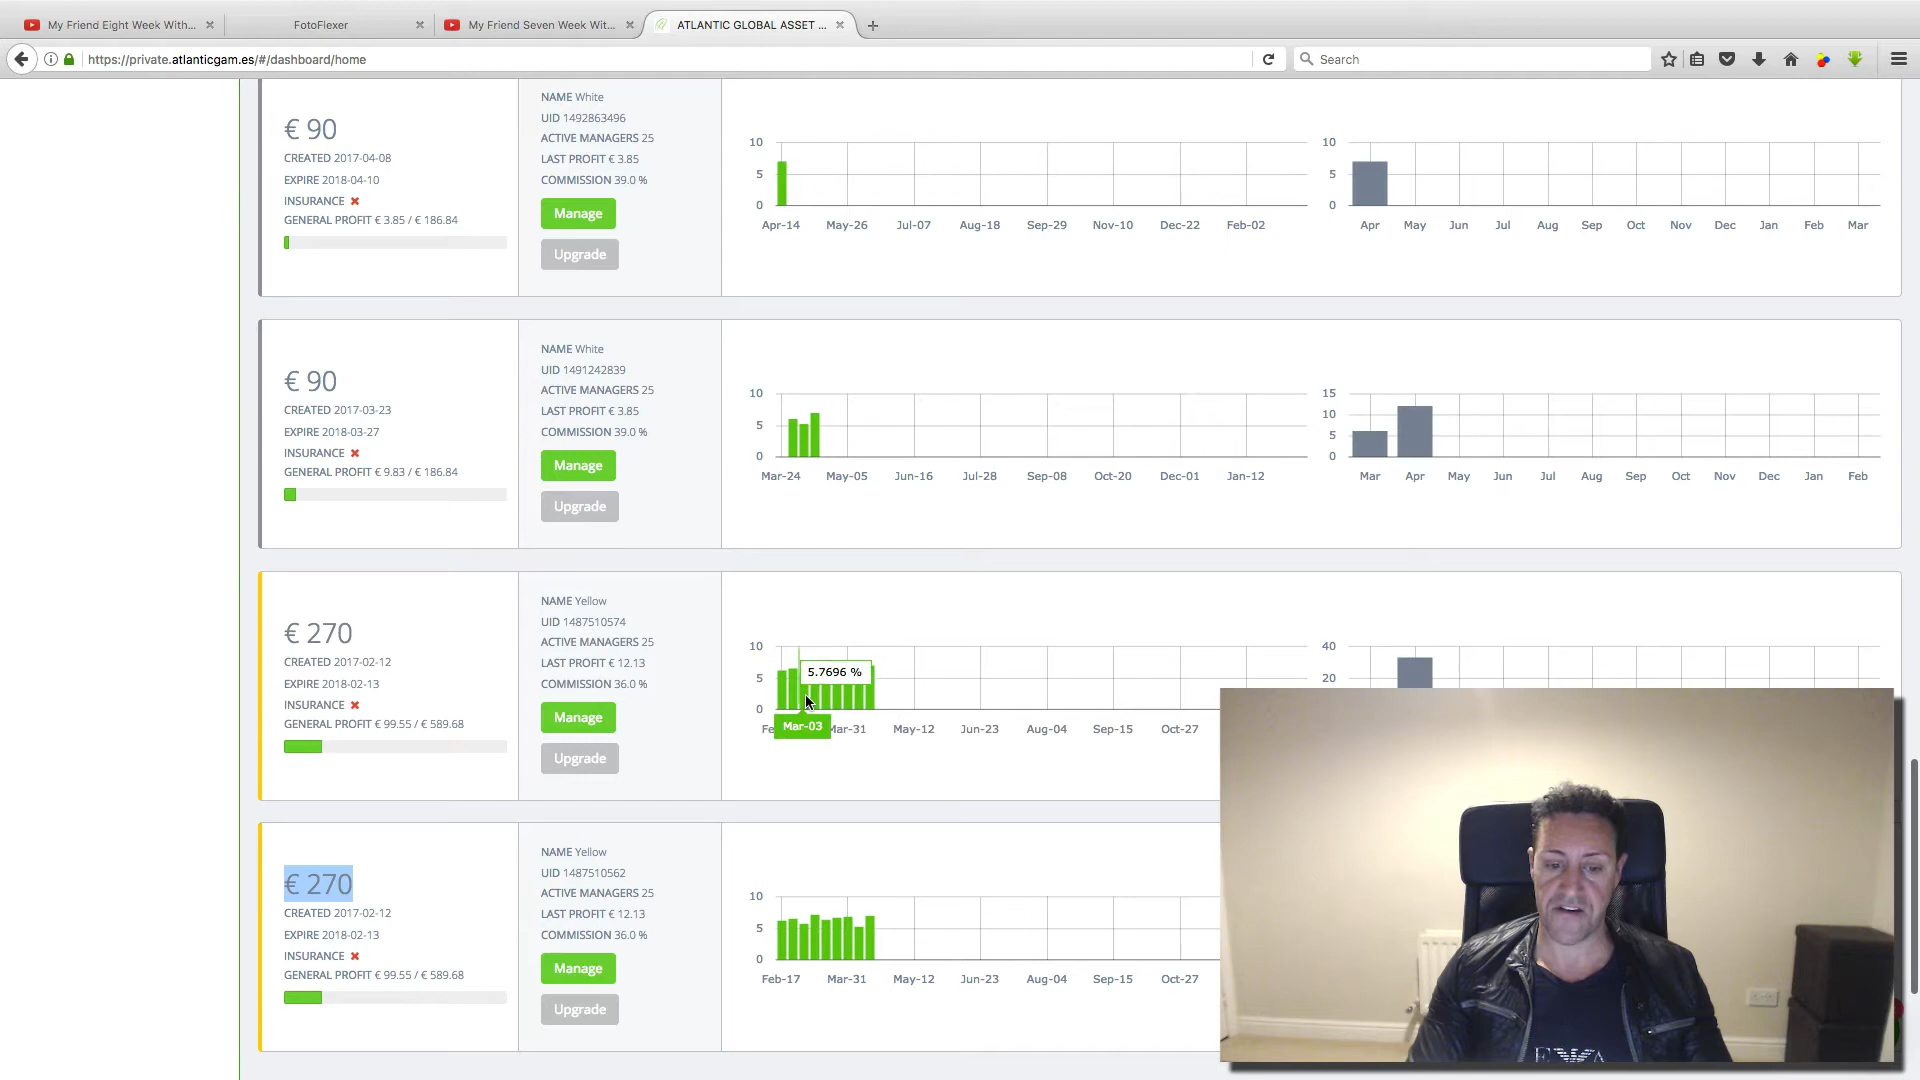 My Friend Eight Week With...
FotoFlexer
My Friend Seven Week Wit...
ATLANTIC GLOBAL ASSET ...
https://private.atlanticgam.es/#/dashboard/home
Search
€ 90
CREATED 2017-04-08
EXPIRE 2018-04-10
INSURANCE
GENERAL PROFIT € 3.85 / € 186.84
NAME White
UID 1492863496
ACTIVE MANAGERS 25
LAST PROFIT € 3.85
COMMISSION 39.0 %
Manage
Upgrade
10
5
0
Apr-14 May-26 Jul-07 Aug-18 Sep-29 Nov-10 Dec-22 Feb-02
10
5
0
Apr May Jun Jul Aug Sep Oct Nov Dec Jan Feb Mar
€ 90
CREATED 2017-03-23
EXPIRE 2018-03-27
INSURANCE
GENERAL PROFIT € 9.83 / € 186.84
NAME White
UID 1491242839
ACTIVE MANAGERS 25
LAST PROFIT € 3.85
COMMISSION 39.0 %
Manage
Upgrade
10
5
0
Mar-24 May-05 Jun-16 Jul-28 Sep-08 Oct-20 Dec-01 Jan-12
15
10
5
0
Mar Apr May Jun Jul Aug Sep Oct Nov Dec Jan Feb
€ 270
CREATED 2017-02-12
EXPIRE 2018-02-13
INSURANCE
GENERAL PROFIT € 99.55 / € 589.68
NAME Yellow
UID 1487510574
ACTIVE MANAGERS 25
LAST PROFIT € 12.13
COMMISSION 36.0 %
Manage
Upgrade
10
5
0
5.7696 %
Mar-03
Fe Mar-31 May-12 Jun-23 Aug-04 Sep-15 Oct-27
40
20
€ 270
CREATED 2017-02-12
EXPIRE 2018-02-13
INSURANCE
GENERAL PROFIT € 99.55 / € 589.68
NAME Yellow
UID 1487510562
ACTIVE MANAGERS 25
LAST PROFIT € 12.13
COMMISSION 36.0 %
Manage
Upgrade
10
5
0
Feb-17 Mar-31 May-12 Jun-23 Aug-04 Sep-15 Oct-27